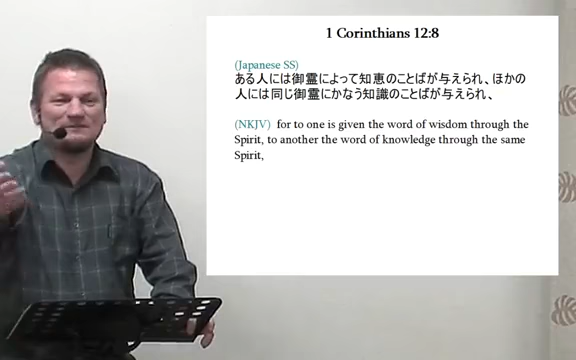 1 Corinthians 12:8
(Japanese SS)
ある人には御霊によって知恵のことばが与えられ、ほかの
人には同じ御霊にかなう知識のことばが与えられ、
(NKJV) for to one is given the word of wisdom through the
Spirit, to another the word of knowledge through the same
Spirit,